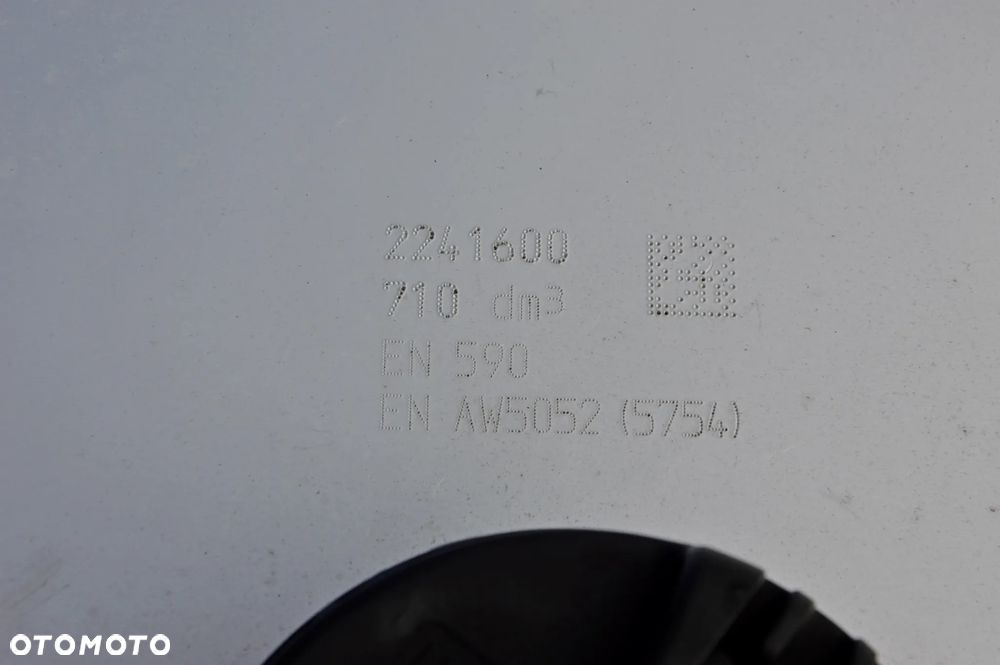 2241600
710 dm3
EN 590
EN AW5052 (5754)
OTOMOTO